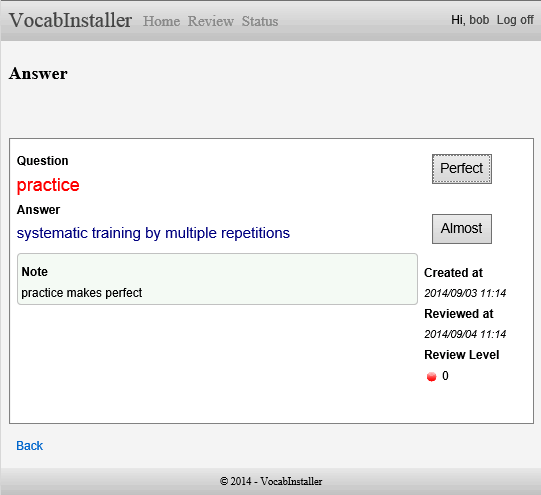 VocabInstaller Home Review Status Hi, bob Log off
Answer
Question
practice
Answer
systematic training by multiple repetitions
Note
practice makes perfect
Perfect
Almost
Created at
2014/09/03 11:14
Reviewed at
2014/09/04 11:14
Review Level
0
Back
© 2014 - VocabInstaller